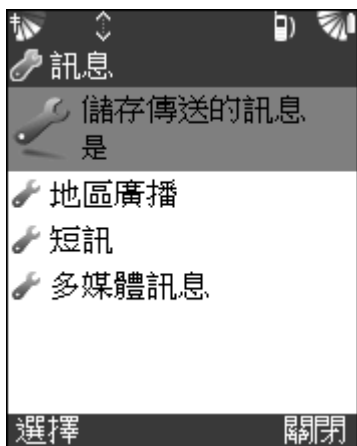 訊息
儲存傳送的訊息
是
地區廣播
短訊
多媒體訊息
選擇 關閉